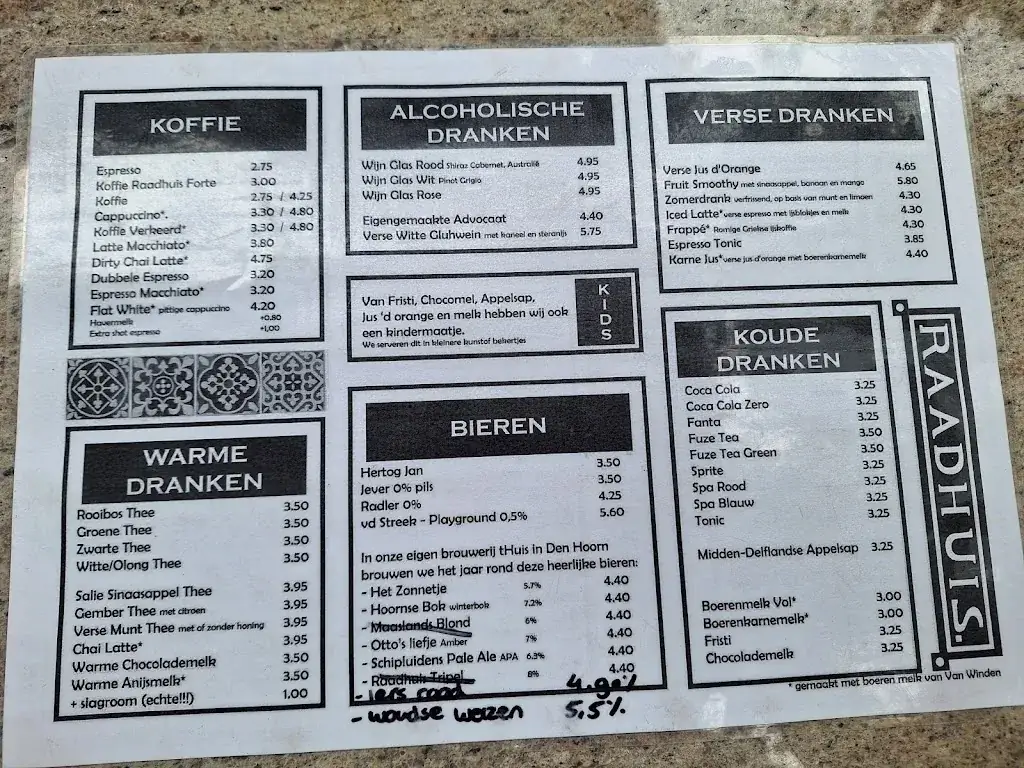 KOFFIE
Espresso 2.75
Koffie Raadhuis Forte 3.00
Koffie 2.75 / 4.25
Cappuccino*. 3.30 / 4.80
Koffie Verkeerd* 3.30 / 4.80
Latte Macchiato* 3.80
Dirty Chai Latte* 4.75
Dubbele Espresso 3.20
Espresso Macchiato* 3.20
Flat White* pittige cappuccino 4.20
Havermelk +0.80
Extra shot espresso +1,00
WARME
DRANKEN
Rooibos Thee 3.50
Groene Thee 3.50
Zwarte Thee 3.50
Witte/Olong Thee 3.50
Salie Sinaasappel Thee 3.95
Gember Thee met citroen 3.95
Verse Munt Thee met of zonder honing 3.95
Chai Latte* 3.95
Warme Chocolademelk 3.50
Warme Anijsmelk* 3.50
+ slagroom (echte!!!) 1.00
ALCOHOLISCHE
DRANKEN
Wijn Glas Rood Shiraz Cabernet, Australië 4.95
Wijn Glas Wit Pinot Grigio 4.95
Wijn Glas Rose 4.95
Eigengemaakte Advocaat 4.40
Verse Witte Gluhwein met kaneel en steranijs 5.75
Van Fristi, Chocomel, Appelsap,
Jus 'd orange en melk hebben wij ook
een kindermaatje.
We serveren dit in kleinere kunstof bekertjes
KIDS
BIEREN
Hertog Jan 3.50
Jever 0% pils 3.50
Radler 0% 4.25
vd Streek - Playground 0,5% 5.60
In onze eigen brouwerij tHuis in Den Hoorn
brouwen we het jaar rond deze heerlijke bieren:
- Het Zonnetje 5.7% 4.40
- Hoornse Bok winterbok 7.2% 4.40
- Maaslands Blond 6% 4.40
- Otto's liefje Amber 7% 4.40
- Schipluidens Pale Ale APA 6.3% 4.40
- Raadhuis Tripel 8% 4.40
- iers rood 4.90%
- woudse weizen 5.5%
VERSE DRANKEN
Verse Jus d'Orange 4.65
Fruit Smoothy met sinaasappel, banaan en mango 5.80
Zomerdrank verfrissend, op basis van munt en limoen 4.30
Iced Latte* verse espresso met ijsblokjes en melk 4.30
Frappé* Romige Griekse ijskoffie 4.30
Espresso Tonic 3.85
Karne Jus* verse jus d'orange met boerenkarnemelk 4.40
KOUDE
DRANKEN
Coca Cola 3.25
Coca Cola Zero 3.25
Fanta 3.25
Fuze Tea 3.50
Fuze Tea Green 3.50
Sprite 3.25
Spa Rood 3.25
Spa Blauw 3.25
Tonic 3.25
Midden-Delflandse Appelsap 3.25
Boerenmelk Vol* 3.00
Boerenkarnemelk* 3.00
Fristi 3.25
Chocolademelk 3.25
RAADHUIS.
* gemaakt met boeren melk van Van Winden